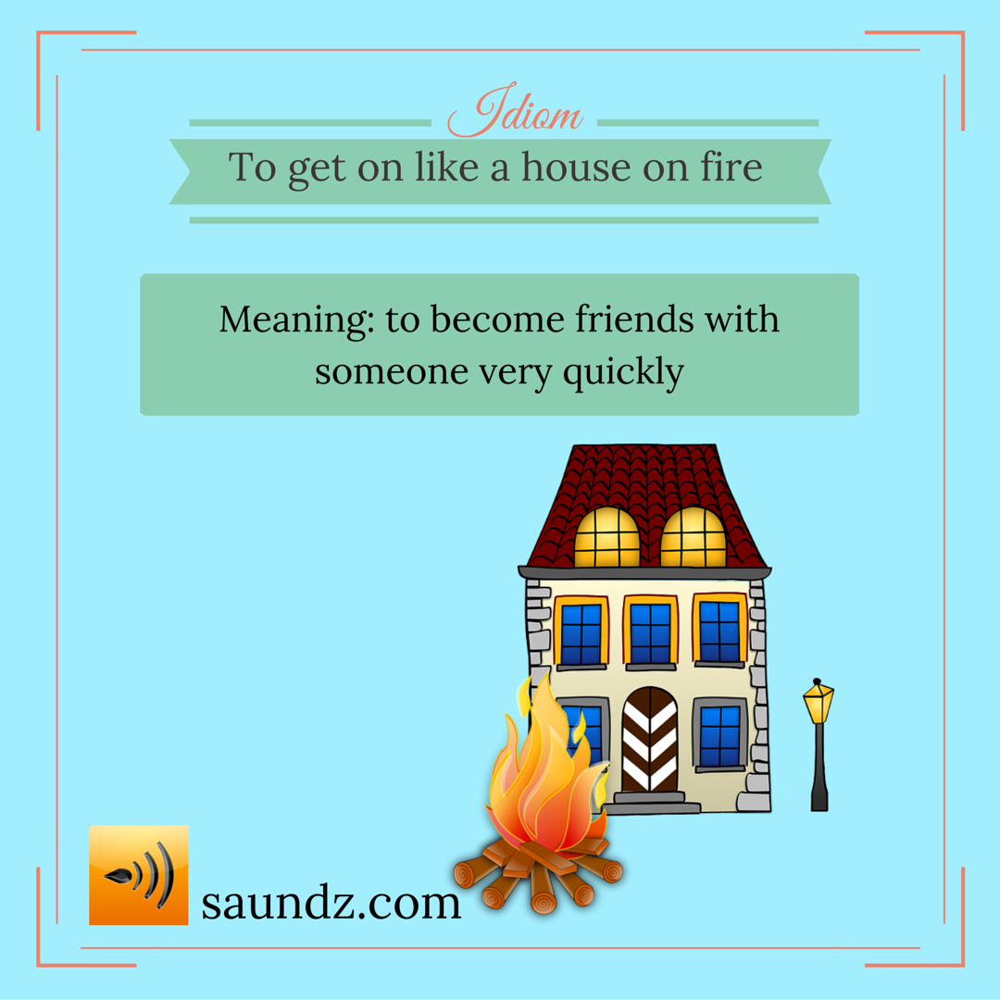 Idiom
To get on like a house on fire
Meaning: to become friends with
someone very quickly
saundz.com